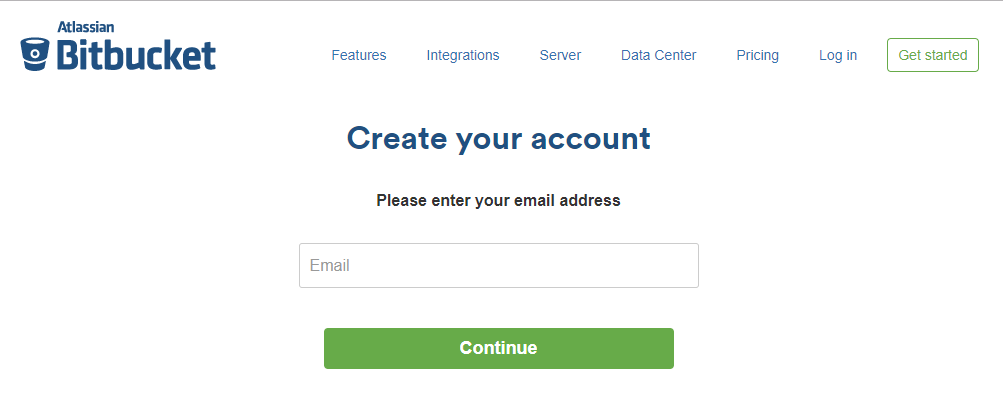 Atlassian
Bitbucket
Features Integrations Server Data Center Pricing Log in Get started
Create your account
Please enter your email address
Email
Continue